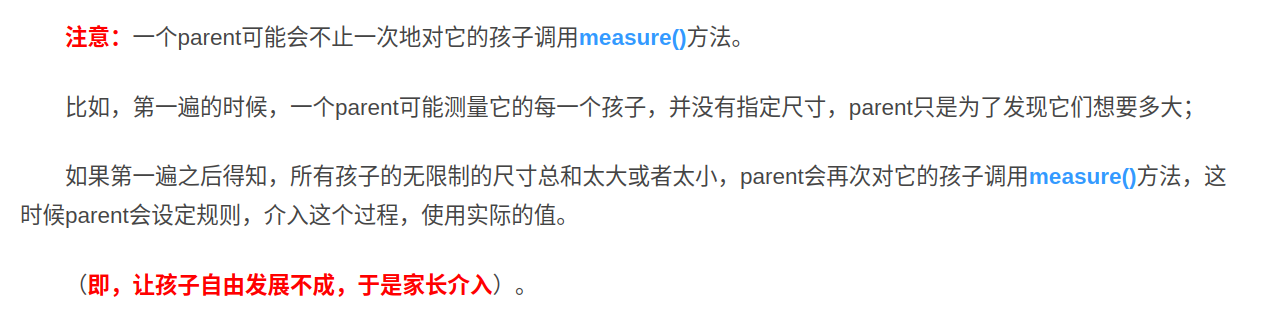 注意：一个parent可能会不止一次地对它的孩子调用measure()方法。
比如，第一遍的时候，一个parent可能测量它的每一个孩子，并没有指定尺寸，parent只是为了发现它们想要多大；
如果第一遍之后得知，所有孩子的无限制的尺寸总和太大或者太小，parent会再次对它的孩子调用measure()方法，这
时候parent会设定规则，介入这个过程，使用实际的值。
（即，让孩子自由发展不成，于是家长介入）。